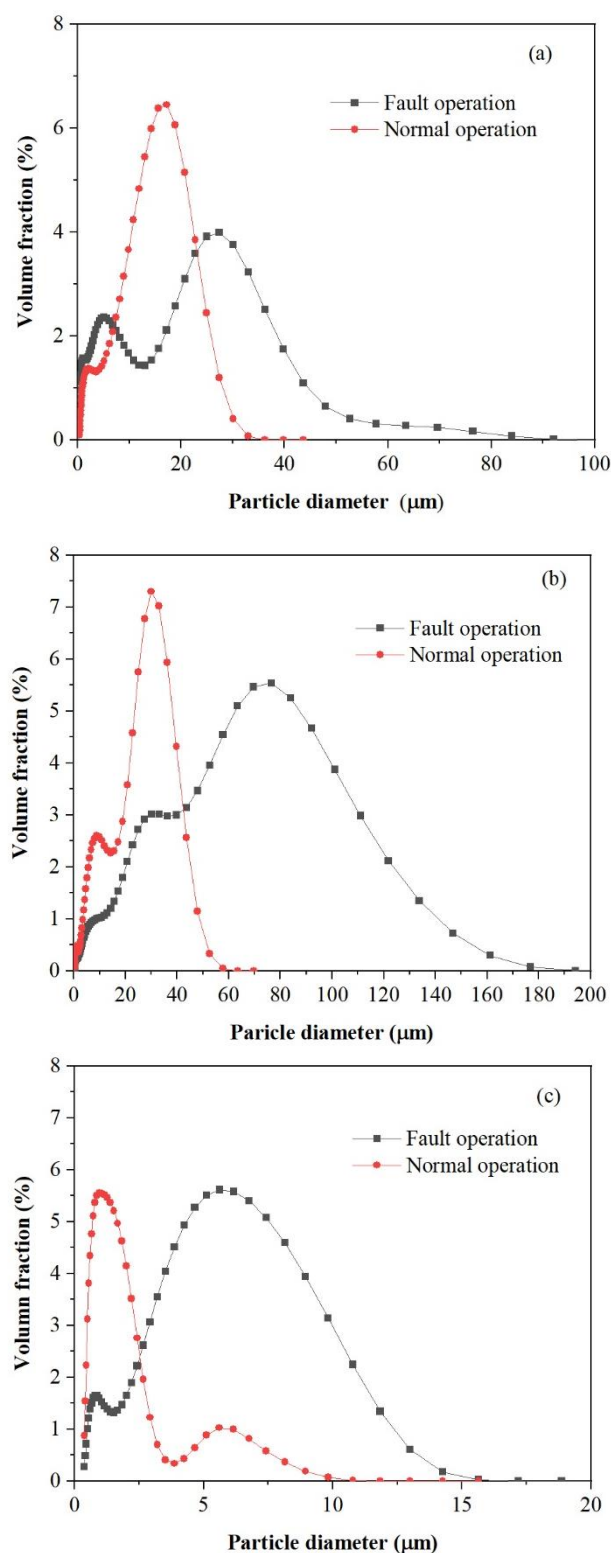 (a)
Fault operation
Normal operation
Volume fraction (%)
8
6
4
2
0
0 20 40 60 80 100
Particle diameter (μm)
(b)
Fault operation
Normal operation
Volume fraction (%)
8
7
6
5
4
3
2
1
0
0 20 40 60 80 100 120 140 160 180 200
Paricle diameter (μm)
(c)
Fault operation
Normal operation
Volumn fraction (%)
8
7
6
5
4
3
2
1
0
0 5 10 15 20
Particle diameter (μm)